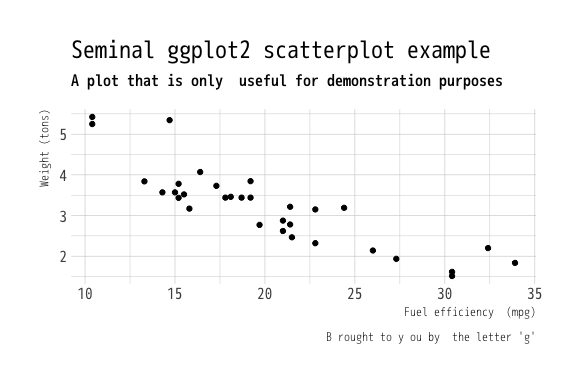 Seminal ggplot2 scatterplot example
A plot that is only  useful for demonstration purposes
Weight (tons)
5
4
3
2
10 15 20 25 30 35
Fuel efficiency  (mpg)
B rought to y ou by  the letter 'g'